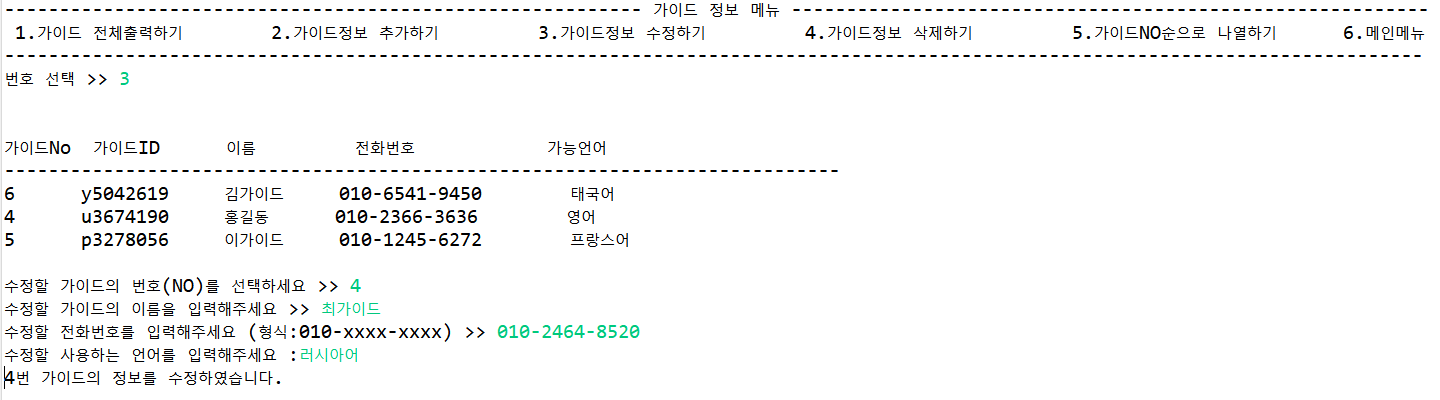 ---------------------------------------------------------- 가이드 정보 메뉴 ----------------------------------------------------------
1.가이드 전체출력하기 2.가이드정보 추가하기 3.가이드정보 수정하기 4.가이드정보 삭제하기 5.가이드NO순으로 나열하기 6.메인메뉴
---------------------------------------------------------------------------------------------------------------------------------
번호 선택 >> 3
가이드No 가이드ID 이름 전화번호 가능언어
----------------------------------------------------------------------------
6 y5042619 김가이드 010-6541-9450 태국어
4 u3674190 홍길동 010-2366-3636 영어
5 p3278056 이가이드 010-1245-6272 프랑스어
수정할 가이드의 번호(NO)를 선택하세요 >> 4
수정할 가이드의 이름을 입력해주세요 >> 최가이드
수정할 전화번호를 입력해주세요 (형식:010-xxxx-xxxx) >> 010-2464-8520
수정할 사용하는 언어를 입력해주세요 :러시아어
4번 가이드의 정보를 수정하였습니다.